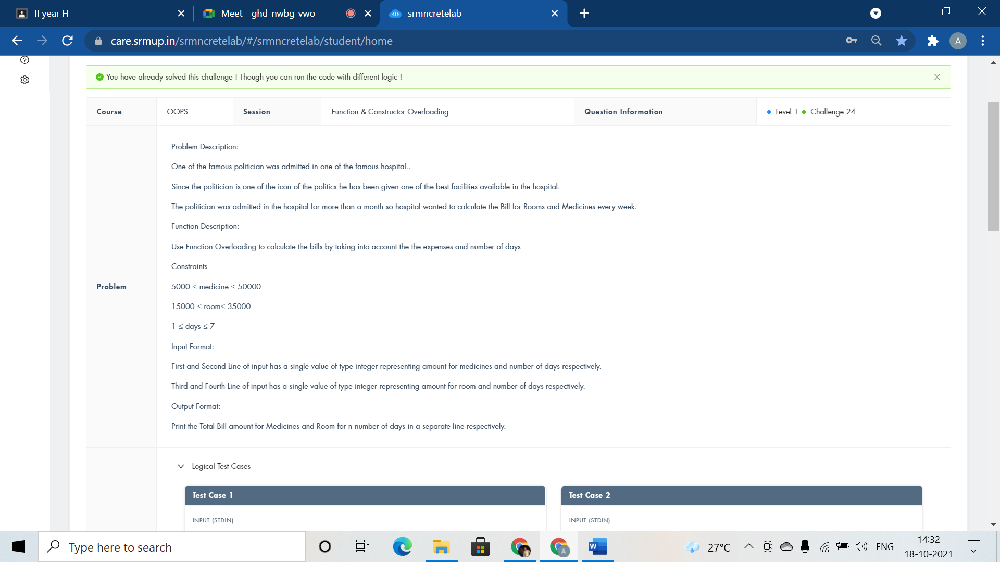 II year H
Meet - ghd-nwbg-vwo
srmncretelab
care.srmup.in/srmncretelab/#/srmncretelab/student/home
A
You have already solved this challenge ! Though you can run the code with different logic !
Course
OOPS
Session
Function & Constructor Overloading
Question Information
Level 1
Challenge 24
Problem
Problem Description:
One of the famous politician was admitted in one of the famous hospital..
Since the politician is one of the icon of the politics he has been given one of the best facilities available in the hospital.
The politician was admitted in the hospital for more than a month so hospital wanted to calculate the Bill for Rooms and Medicines every week.
Function Description:
Use Function Overloading to calculate the bills by taking into account the the expenses and number of days
Constraints
5000 ≤ medicine ≤ 50000
15000 ≤ room≤ 35000
1 ≤ days ≤ 7
Input Format:
First and Second Line of input has a single value of type integer representing amount for medicines and number of days respectively.
Third and Fourth Line of input has a single value of type integer representing amount for room and number of days respectively.
Output Format:
Print the Total Bill amount for Medicines and Room for n number of days in a separate line respectively.
Logical Test Cases
Test Case 1
INPUT (STDIN)
Test Case 2
INPUT (STDIN)
Type here to search
A
W
27°C
ENG
14:32
18-10-2021